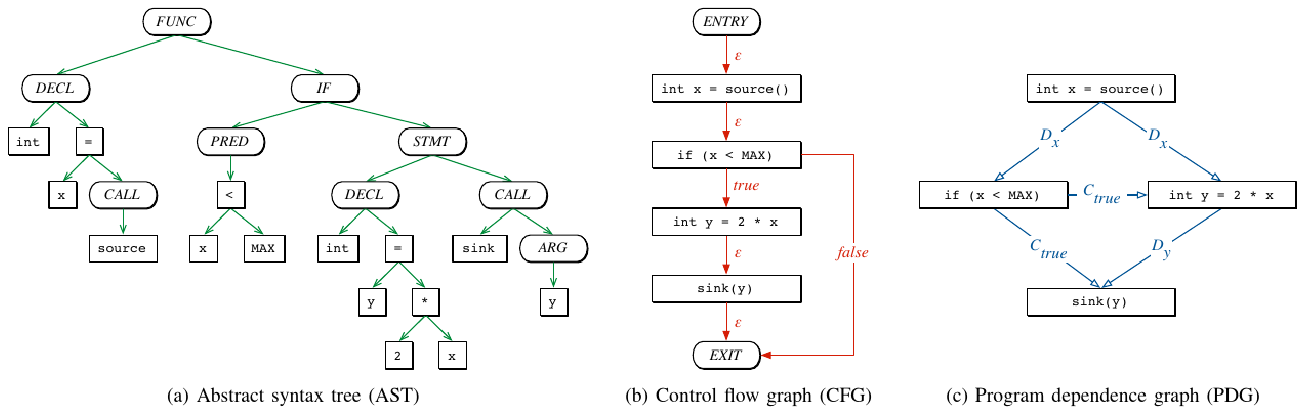 FUNC
DECL
IF
int
=
PRED
STMT
x
CALL
<
DECL
CALL
source
x
MAX
int
=
sink
ARG
y
*
y
2
x
(a) Abstract syntax tree (AST)
ENTRY
ε
int x = source()
ε
if (x < MAX)
true
int y = 2 * x
false
ε
sink(y)
ε
EXIT
(b) Control flow graph (CFG)
int x = source()
Dx
Dx
if (x < MAX)
Ctrue
int y = 2 * x
Ctrue
Dy
sink(y)
(c) Program dependence graph (PDG)